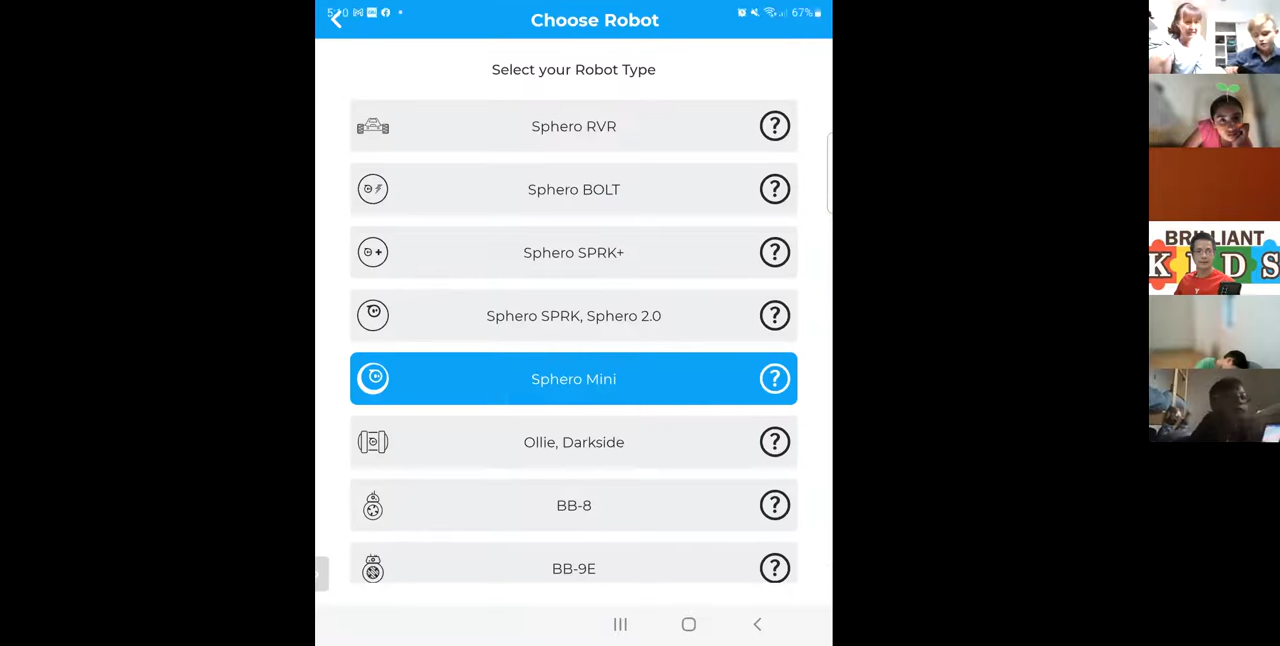 Choose Robot
67%
Select your Robot Type
Sphero RVR
?
Sphero BOLT
?
Sphero SPRK+
?
Sphero SPRK, Sphero 2.0
?
Sphero Mini
?
Ollie, Darkside
?
BB-8
?
BB-9E
?
BRILLIANT
KIDS